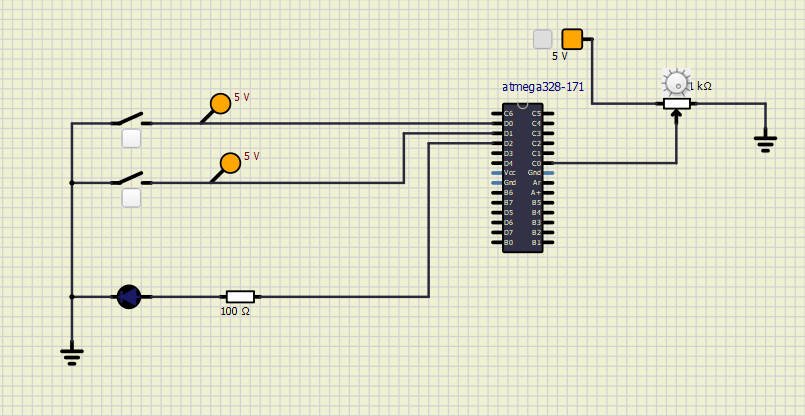 5 V
atmega328-171
1 kΩ
5 V
5 V
C6 C5
D0 C4
D1 C3
D2 C2
D3 C1
D4 C0
Vcc Gnd
Gnd Ar
B6 A+
B7 B5
D5 B4
D6 B3
D7 B2
B0 B1
100 Ω